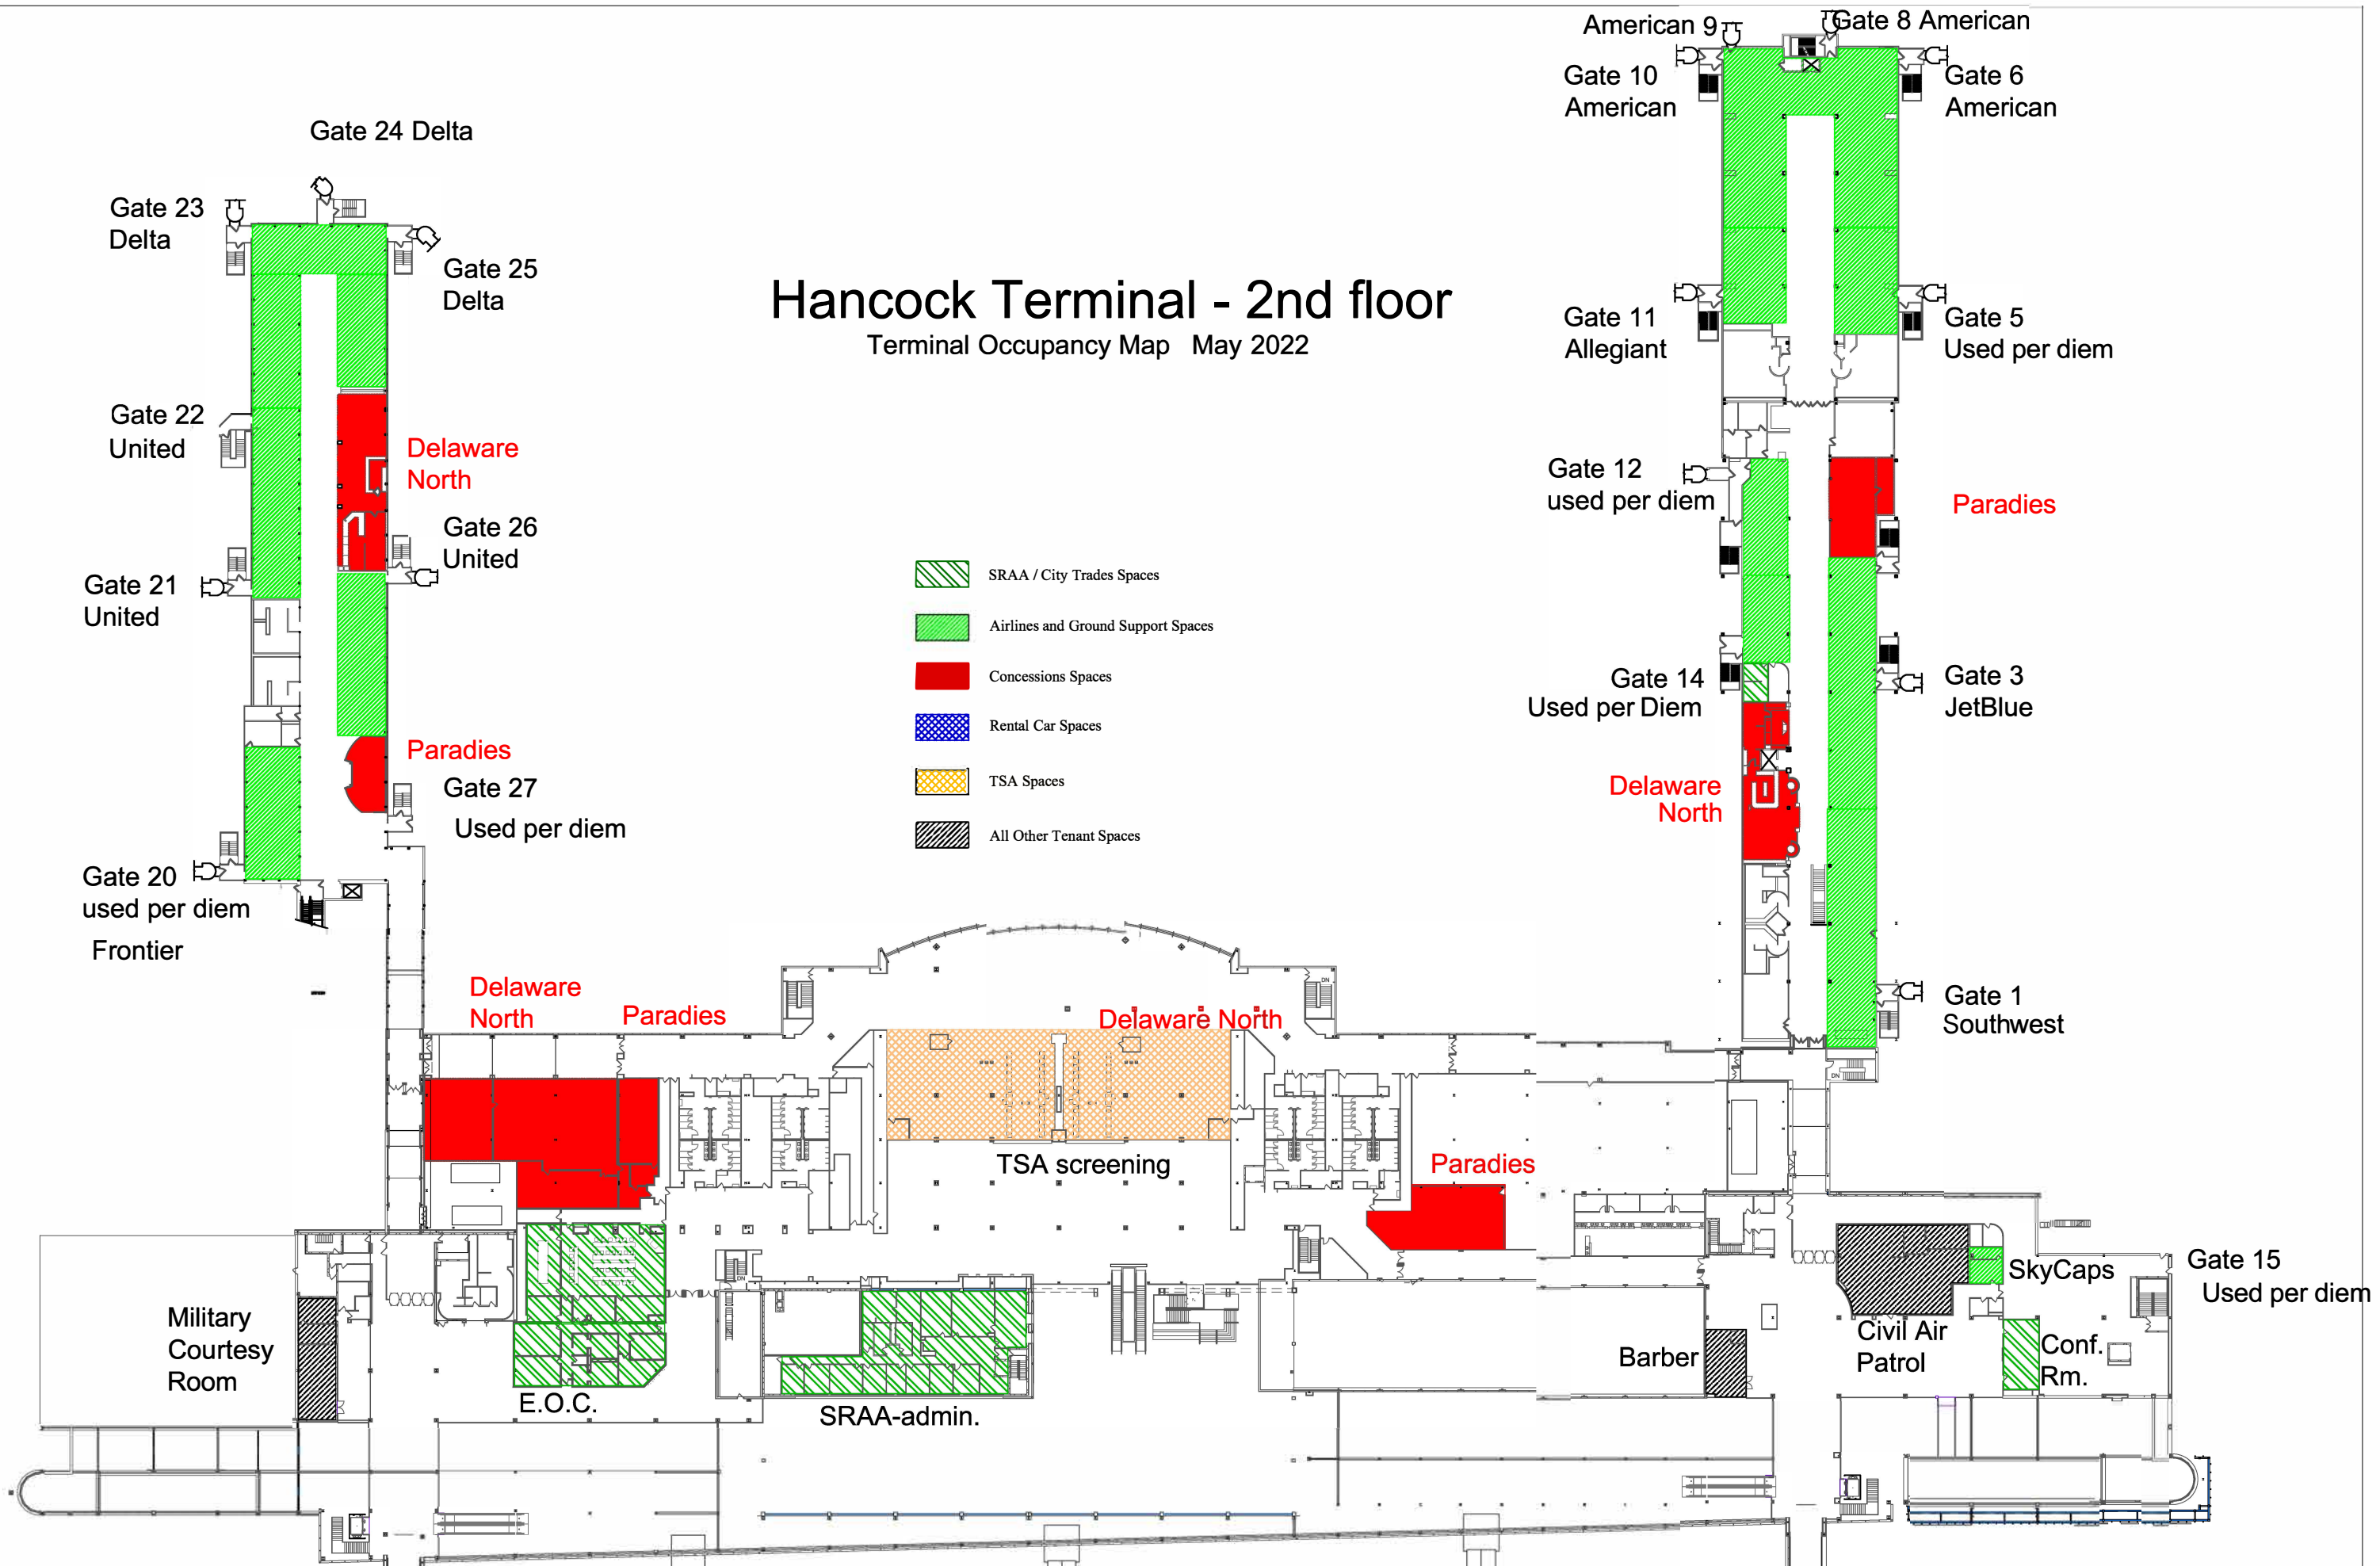 American 9
Gate 8 American
Gate 10
American
Gate 6
American
Gate 24 Delta
Gate 23
Delta
Gate 25
Delta
Hancock Terminal - 2nd floor
Terminal Occupancy Map May 2022
Gate 11
Allegiant
Gate 5
Used per diem
Gate 22
United
Delaware
North
Gate 12
used per diem
Paradies
Gate 26
United
Gate 21
United
SRAA / City Trades Spaces
Airlines and Ground Support Spaces
Concessions Spaces
Rental Car Spaces
TSA Spaces
All Other Tenant Spaces
Gate 14
Used per Diem
Gate 3
JetBlue
Paradies
Gate 27
Used per diem
Delaware
North
Gate 20
used per diem
Frontier
Delaware
North
Paradies
Delaware North
DN
Gate 1
Southwest
DN
TSA screening
Paradies
DN
Military
Courtesy
Room
E.O.C.
SRAA-admin.
Barber
Civil Air
Patrol
SkyCaps
Conf.
Rm.
Gate 15
Used per diem